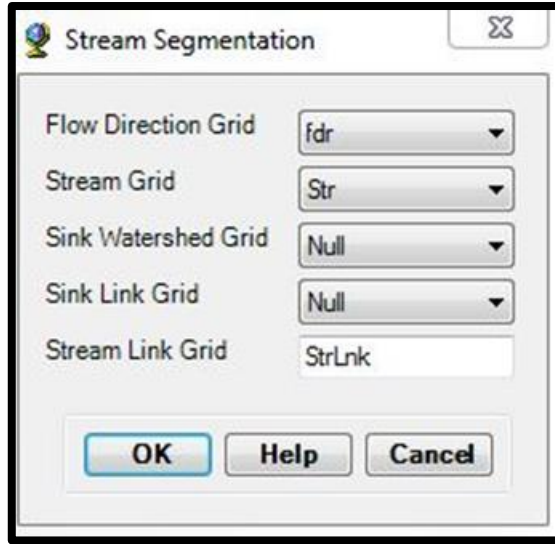 Stream Segmentation
Flow Direction Grid fdr
Stream Grid Str
Sink Watershed Grid Null
Sink Link Grid Null
Stream Link Grid StrLnk
OK Help Cancel